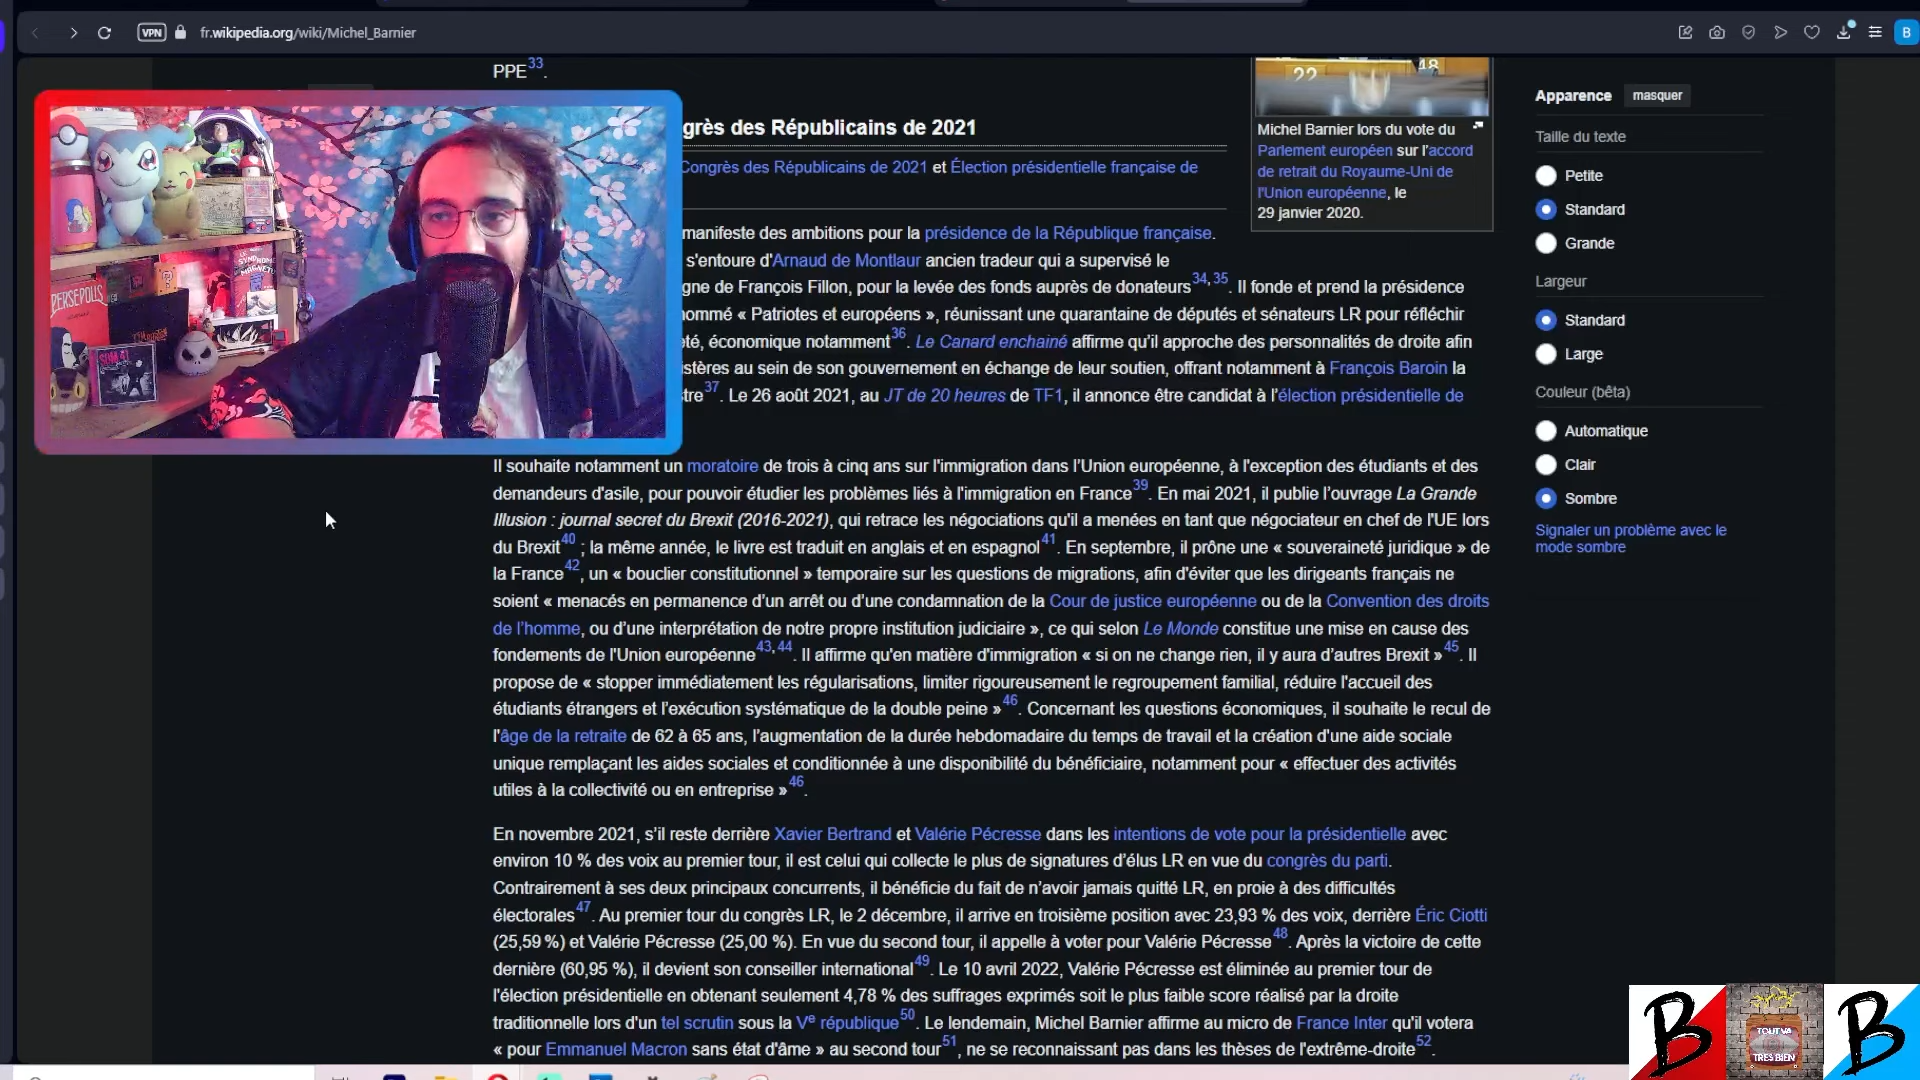 VPN fr.wikipedia.org/wiki/Michel_Barnier B
PPE33.
22 48
grès des Républicains de 2021
Congrès des Républicains de 2021 et Élection présidentielle française de
Michel Barnier lors du vote du
Parlement européen sur l'accord
de retrait du Royaume-Uni de
l'Union européenne, le
29 janvier 2020.
manifeste des ambitions pour la présidence de la République française.
s'entoure d'Arnaud de Montlaur ancien tradeur qui a supervisé le
gne de François Fillon, pour la levée des fonds auprès de donateurs34,35. Il fonde et prend la présidence
nommé « Patriotes et européens », réunissant une quarantaine de députés et sénateurs LR pour réfléchir
té, économique notamment36. Le Canard enchainé affirme qu'il approche des personnalités de droite afin
stères au sein de son gouvernement en échange de leur soutien, offrant notamment à François Baroin la
tre37. Le 26 août 2021, au JT de 20 heures de TF1, il annonce être candidat à l'élection présidentielle de
Il souhaite notamment un moratoire de trois à cinq ans sur l'immigration dans l'Union européenne, à l'exception des étudiants et des
demandeurs d'asile, pour pouvoir étudier les problèmes liés à l'immigration en France39. En mai 2021, il publie l'ouvrage La Grande
Illusion : journal secret du Brexit (2016-2021), qui retrace les négociations qu'il a menées en tant que négociateur en chef de l'UE lors
du Brexit40 ; la même année, le livre est traduit en anglais et en espagnol41. En septembre, il prône une « souveraineté juridique » de
la France42, un « bouclier constitutionnel » temporaire sur les questions de migrations, afin d'éviter que les dirigeants français ne
soient « menacés en permanence d'un arrêt ou d'une condamnation de la Cour de justice européenne ou de la Convention des droits
de l'homme, ou d'une interprétation de notre propre institution judiciaire », ce qui selon Le Monde constitue une mise en cause des
fondements de l'Union européenne43,44. Il affirme qu'en matière d'immigration « si on ne change rien, il y aura d'autres Brexit »45. Il
propose de « stopper immédiatement les régularisations, limiter rigoureusement le regroupement familial, réduire l'accueil des
étudiants étrangers et l'exécution systématique de la double peine »46. Concernant les questions économiques, il souhaite le recul de
l'âge de la retraite de 62 à 65 ans, l'augmentation de la durée hebdomadaire du temps de travail et la création d'une aide sociale
unique remplaçant les aides sociales et conditionnée à une disponibilité du bénéficiaire, notamment pour « effectuer des activités
utiles à la collectivité ou en entreprise »46.
En novembre 2021, s'il reste derrière Xavier Bertrand et Valérie Pécresse dans les intentions de vote pour la présidentielle avec
environ 10 % des voix au premier tour, il est celui qui collecte le plus de signatures d'élus LR en vue du congrès du parti.
Contrairement à ses deux principaux concurrents, il bénéficie du fait de n'avoir jamais quitté LR, en proie à des difficultés
électorales47. Au premier tour du congrès LR, le 2 décembre, il arrive en troisième position avec 23,93 % des voix, derrière Éric Ciotti
(25,59 %) et Valérie Pécresse (25,00 %). En vue du second tour, il appelle à voter pour Valérie Pécresse48. Après la victoire de cette
dernière (60,95 %), il devient son conseiller international49. Le 10 avril 2022, Valérie Pécresse est éliminée au premier tour de
l'élection présidentielle en obtenant seulement 4,78 % des suffrages exprimés soit le plus faible score réalisé par la droite
traditionnelle lors d'un tel scrutin sous la Ve république50. Le lendemain, Michel Barnier affirme au micro de France Inter qu'il votera
« pour Emmanuel Macron sans état d'âme » au second tour51, ne se reconnaissant pas dans les thèses de l'extrême-droite52.
Apparence masquer
Taille du texte
Petite
Standard
Grande
Largeur
Standard
Large
Couleur (bêta)
Automatique
Clair
Sombre
Signaler un problème avec le
mode sombre
PERSEPOLIS
LE SYNDROME
MAGNETO
SUM 41
B
TOUT VA
TRES BIEN
B